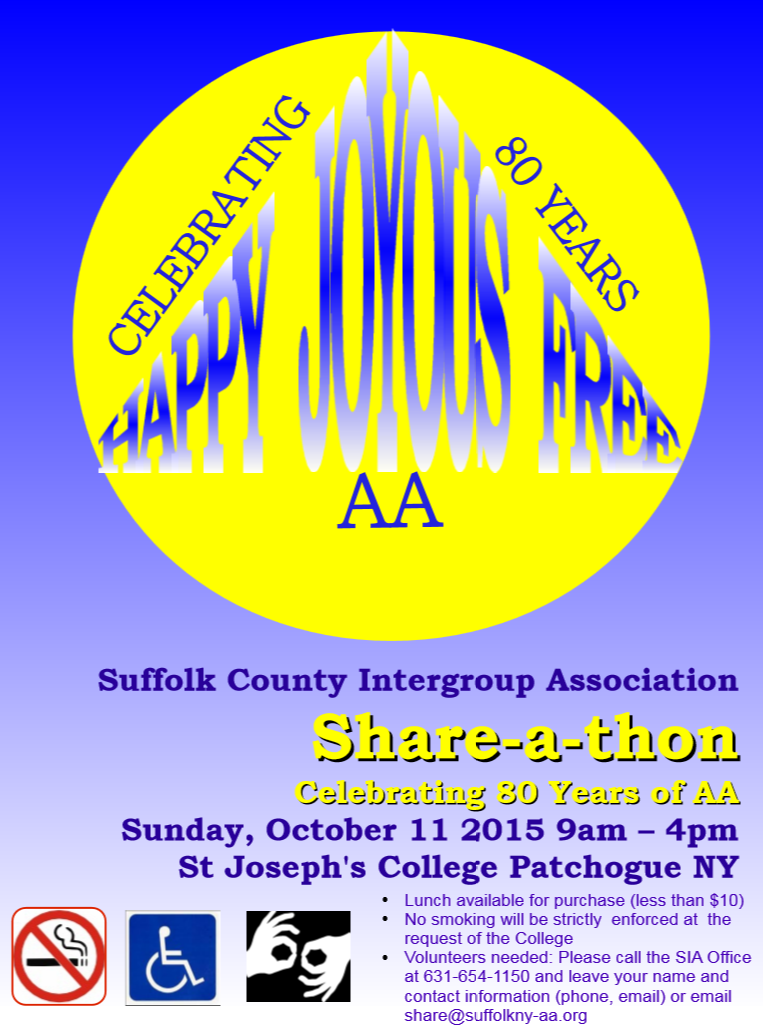 CELEBRATING
80 YEARS
HAPPY JOYOUS FREE
AA
Suffolk County Intergroup Association
Share-a-thon
Celebrating 80 Years of AA
Sunday, October 11 2015 9am – 4pm
St Joseph's College Patchogue NY
• Lunch available for purchase (less than $10)
• No smoking will be strictly enforced at the
request of the College
• Volunteers needed: Please call the SIA Office
at 631-654-1150 and leave your name and
contact information (phone, email) or email
share@suffolkny-aa.org